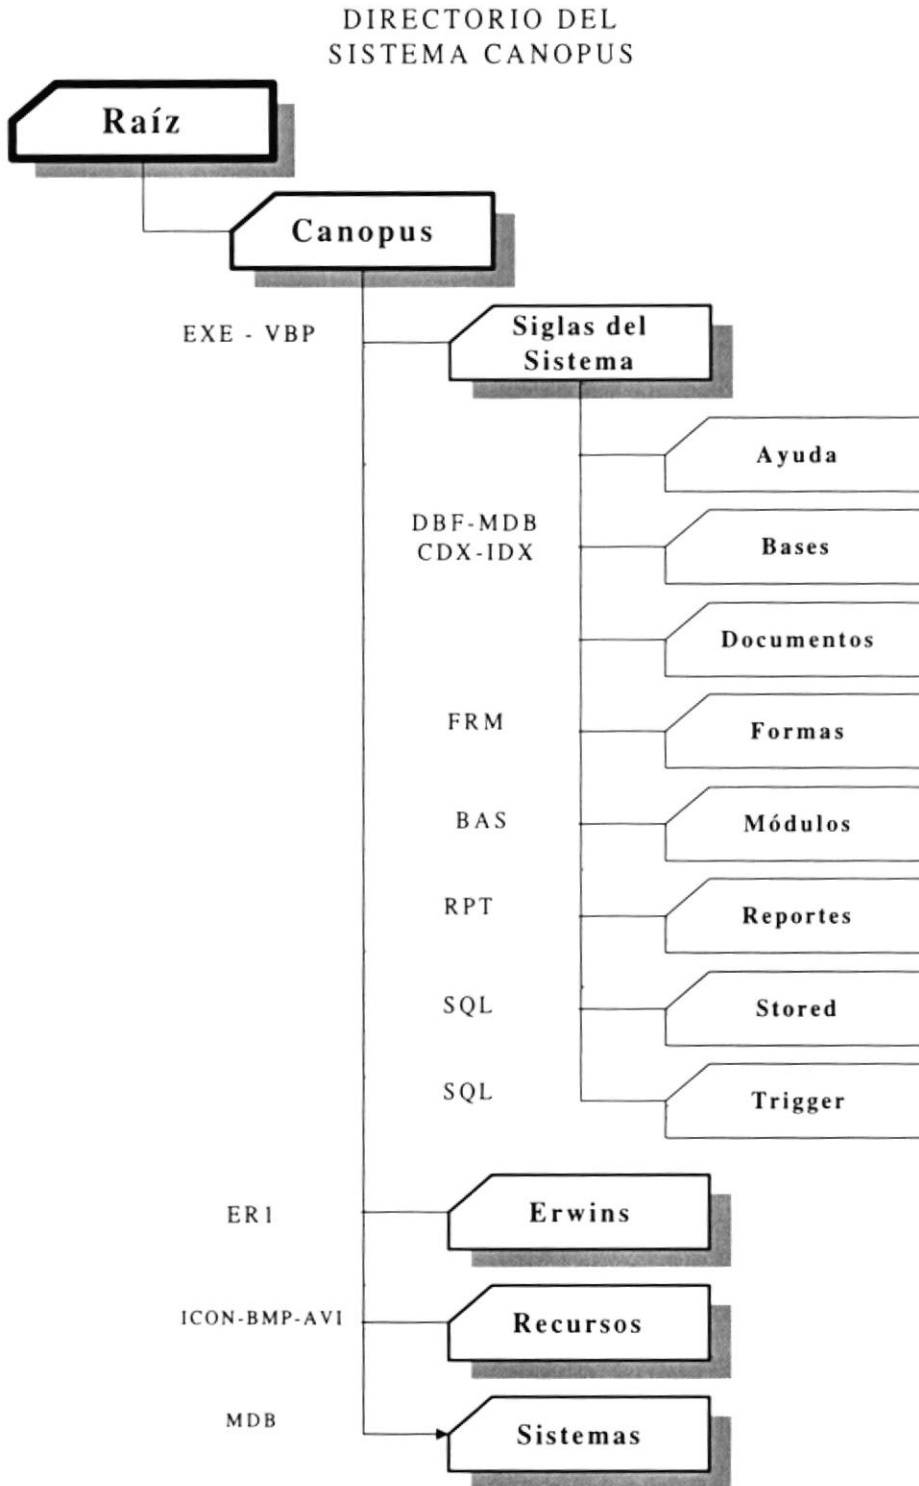 DIRECTORIO DEL
SISTEMA CANOPUS
Raíz
Canopus
EXE - VBP
Siglas del
Sistema
Ayuda
DBF-MDB
CDX-IDX
Bases
Documentos
FRM
Formas
BAS
Módulos
RPT
Reportes
SQL
Stored
SQL
Trigger
ER1
Erwins
ICON-BMP-AVI
Recursos
MDB
Sistemas